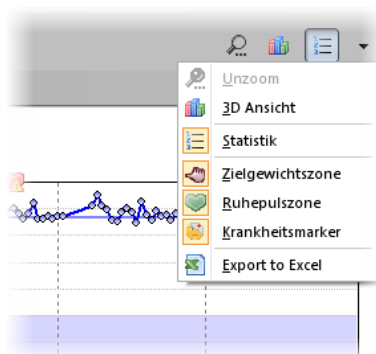 Unzoom
3D Ansicht
Statistik
Zielgewichtszone
Ruhepulszone
Krankheitsmarker
Export to Excel